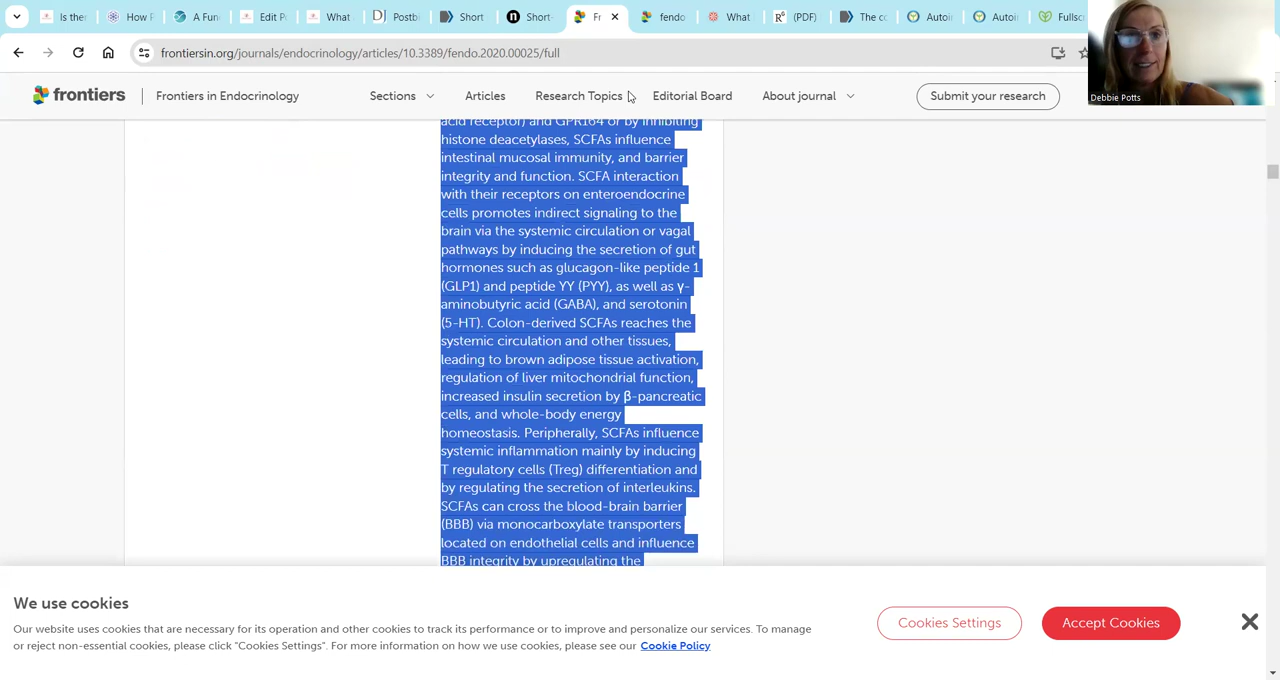 Is ther
How P
A Fun
Edit P
What
Postbi
Short
Short-
Fr
fendo
What
(PDF)
The co
Autoin
Autoin
Fullscr
frontiersin.org/journals/endocrinology/articles/10.3389/fendo.2020.00025/full
Debbie Potts
frontiers
Frontiers in Endocrinology
Sections
Articles
Research Topics
Editorial Board
About journal
Submit your research
acid receptor) and GPR164 or by inhibiting
histone deacetylases, SCFAs influence
intestinal mucosal immunity, and barrier
integrity and function. SCFA interaction
with their receptors on enteroendocrine
cells promotes indirect signaling to the
brain via the systemic circulation or vagal
pathways by inducing the secretion of gut
hormones such as glucagon-like peptide 1
(GLP1) and peptide YY (PYY), as well as γ-
aminobutyric acid (GABA), and serotonin
(5-HT). Colon-derived SCFAs reaches the
systemic circulation and other tissues,
leading to brown adipose tissue activation,
regulation of liver mitochondrial function,
increased insulin secretion by β-pancreatic
cells, and whole-body energy
homeostasis. Peripherally, SCFAs influence
systemic inflammation mainly by inducing
T regulatory cells (Treg) differentiation and
by regulating the secretion of interleukins.
SCFAs can cross the blood-brain barrier
(BBB) via monocarboxylate transporters
located on endothelial cells and influence
BBB integrity by upregulating the
We use cookies
Our website uses cookies that are necessary for its operation and other cookies to track its performance or to improve and personalize our services. To manage
or reject non-essential cookies, please click "Cookies Settings". For more information on how we use cookies, please see our Cookie Policy
Cookies Settings
Accept Cookies